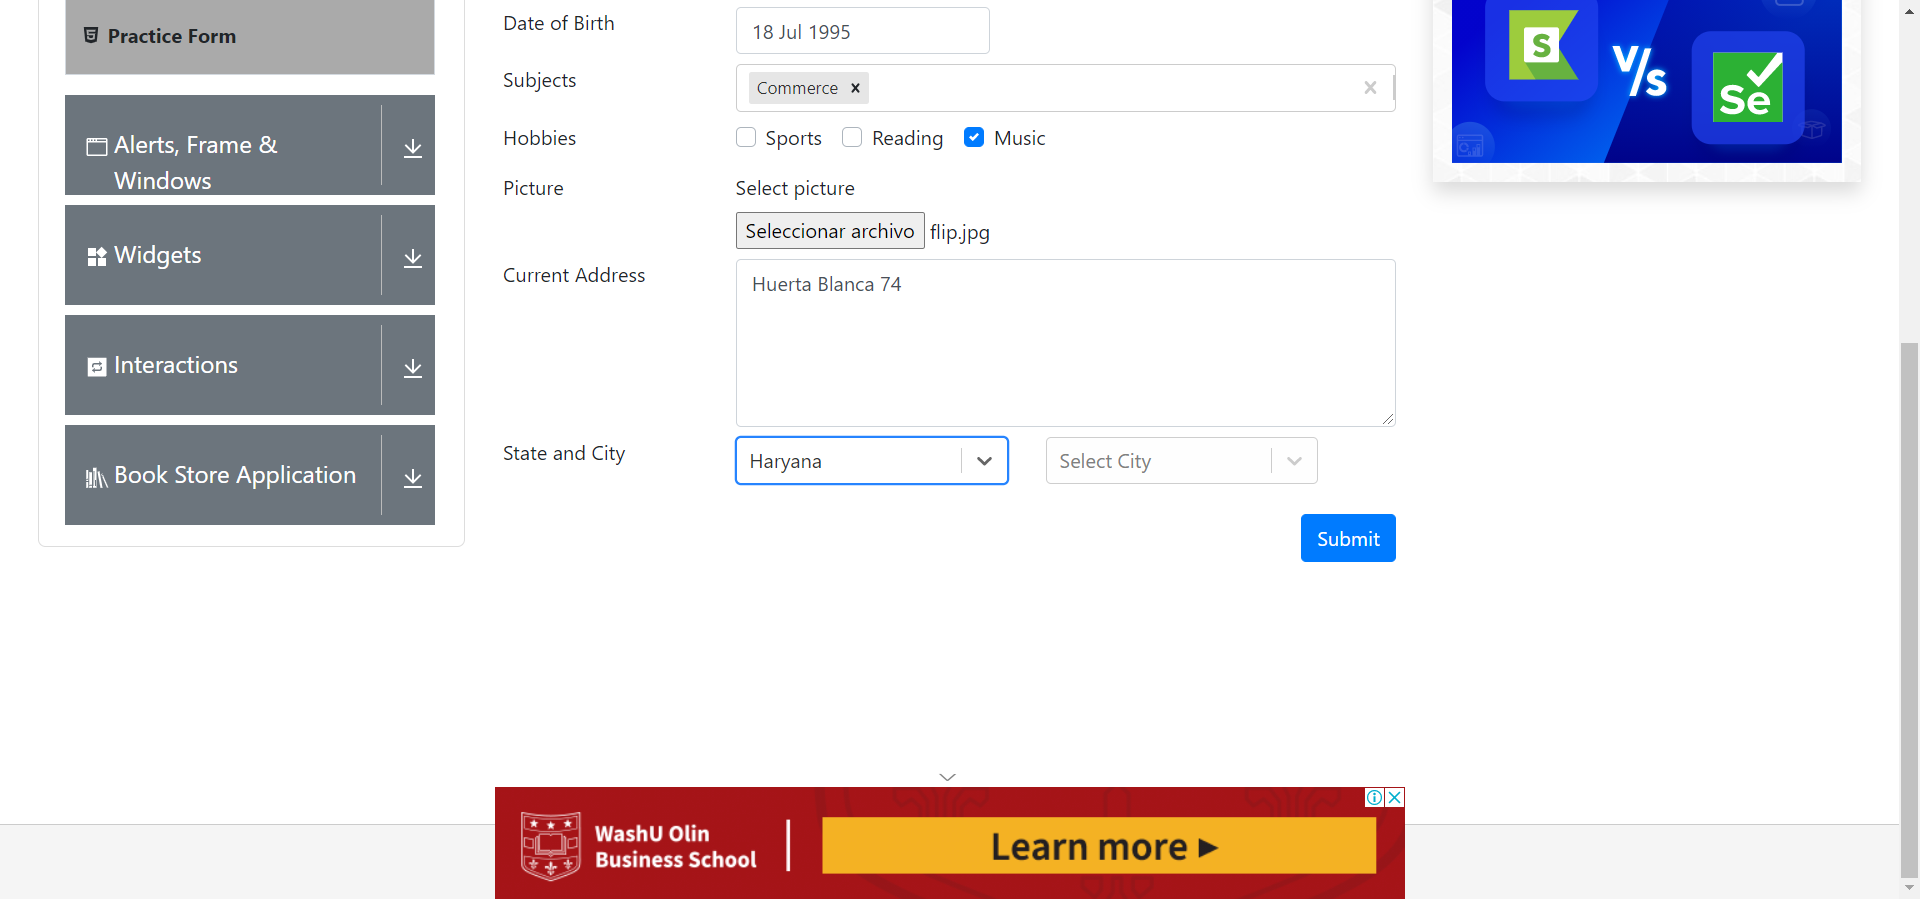 Practice Form
Alerts, Frame &
Windows
Widgets
Interactions
Book Store Application
Date of Birth
18 Jul 1995
Subjects
Commerce
Hobbies
Sports
Reading
Music
Picture
Select picture
Seleccionar archivo flip.jpg
Current Address
Huerta Blanca 74
State and City
Haryana
Select City
Submit
S
V/s
Se
WashU Olin
Business School
Learn more ►